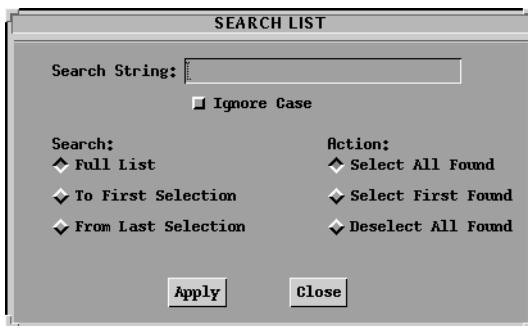 SEARCH LIST
Search String:
Ignore Case
Search:
Full List
To First Selection
From Last Selection
Action:
Select All Found
Select First Found
Deselect All Found
Apply
Close